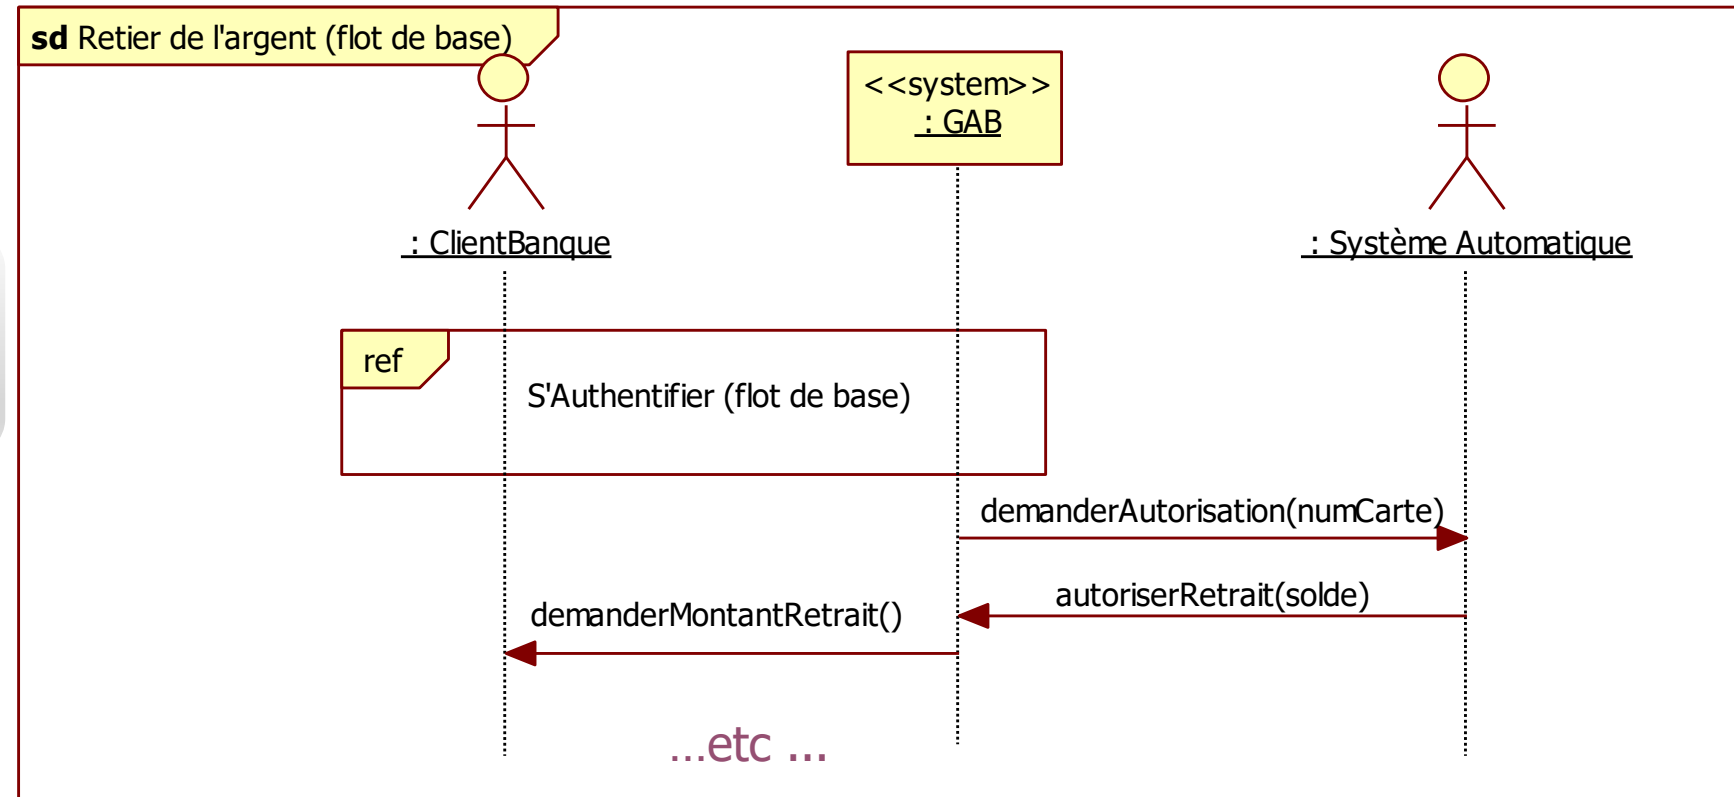 sd Retier de l'argent (flot de base)
<<system>>
: GAB
: ClientBanque
: Système Automatique
ref
S'Authentifier (flot de base)
demanderAutorisation(numCarte)
autoriserRetrait(solde)
demanderMontantRetrait()
...etc ...